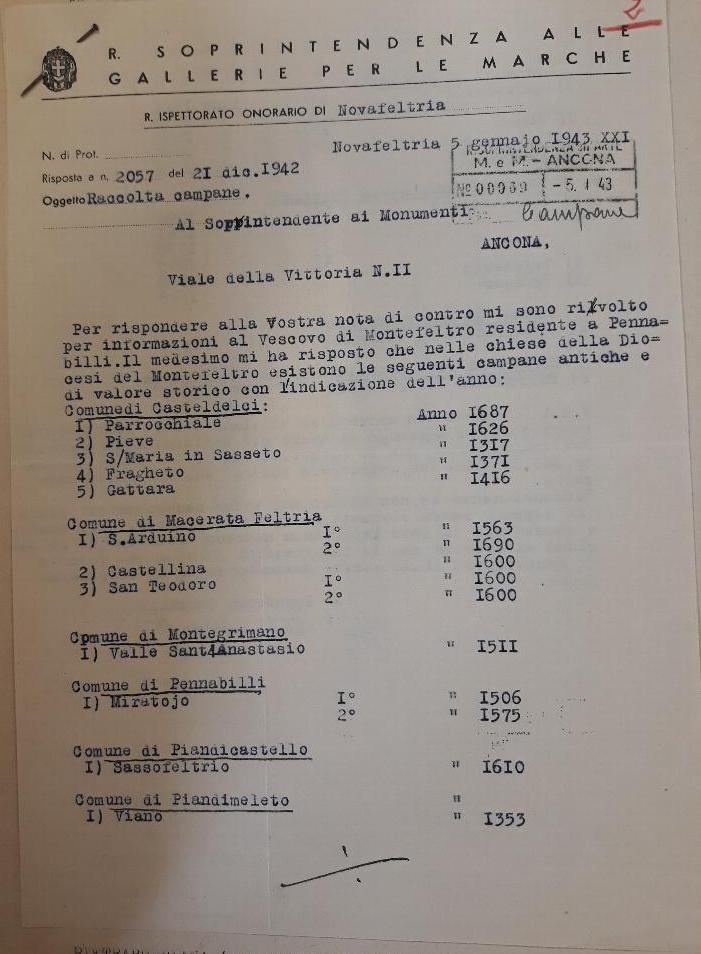 2
R. SOPRINTENDENZA ALLE
GALLERIE PER LE MARCHE
R. ISPETTORATO ONORARIO DI Novafeltria
Novafeltria 5 gennajo 1943 XXI
N. di Prot.
M. e M. - ANCONA
Risposta a n. 2057 del 2I dic.I942
No 00069 - 5. 1 43
Oggetto Raccolta campane.
Campane
Al Soprintendente ai Monumenti
ANCONA,
Viale della Vittoria N.II
Per rispondere alla Vostra nota di contro mi sono rivolto
per informazioni al Vescovo di Montefeltro residente a Penna=
billi.Il medesimo mi ha risposto che nelle chiese della Dio=
cesi del Montefeltro esistono le seguenti campane antiche e
di valore storico con l'indicazione dell'anno:
Comunedi Casteldelci:
I) Parrocchiale Anno I687
2) Pieve " I626
3) S/Maria in Sasseto " I3I7
4) Fragheto " I37I
5) Gattara " I4I6
Comune di Macerata Feltria
I) S.Arduino I° " I563
2° " I690
2) Castellina " I600
3) San Teodoro I° " I600
2° " I600
Cpmune di Montegrimano
I) Valle Sant'Anastasio " I5II
Comune di Pennabilli
I) Miratojo I° " I506
2° " I575
Comune di Piandicastello
I) Sassofeltrio " I6I0
Comune di Piandimeleto "
I) Viano " I353